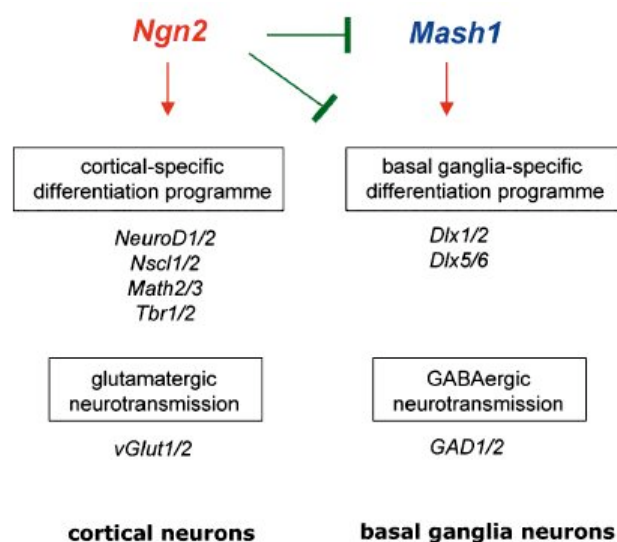 Ngn2
Mash1
cortical-specific
differentiation programme
basal ganglia-specific
differentiation programme
NeuroD1/2
Nscl1/2
Math2/3
Tbr1/2
Dlx1/2
Dlx5/6
glutamatergic
neurotransmission
GABAergic
neurotransmission
vGlut1/2
GAD1/2
cortical neurons
basal ganglia neurons